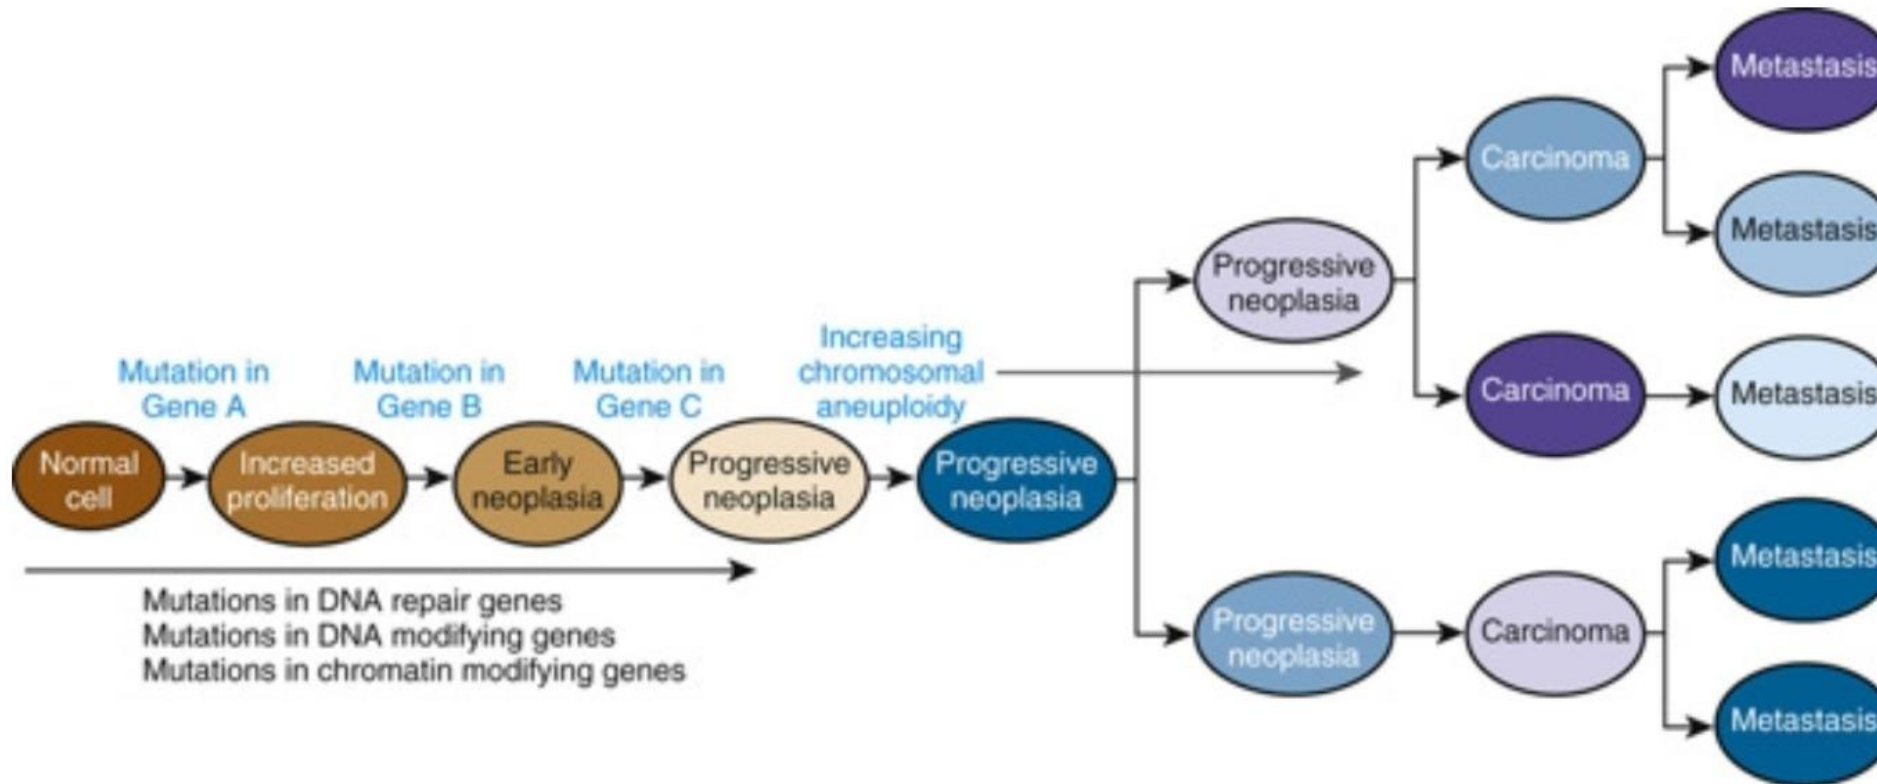 Mutation in
Gene A
Mutation in
Gene B
Mutation in
Gene C
Increasing
chromosomal
aneuploidy
Normal
cell
Increased
proliferation
Early
neoplasia
Progressive
neoplasia
Progressive
neoplasia
Mutations in DNA repair genes
Mutations in DNA modifying genes
Mutations in chromatin modifying genes
Progressive
neoplasia
Progressive
neoplasia
Carcinoma
Carcinoma
Carcinoma
Metastasis
Metastasis
Metastasis
Metastasis
Metastasis